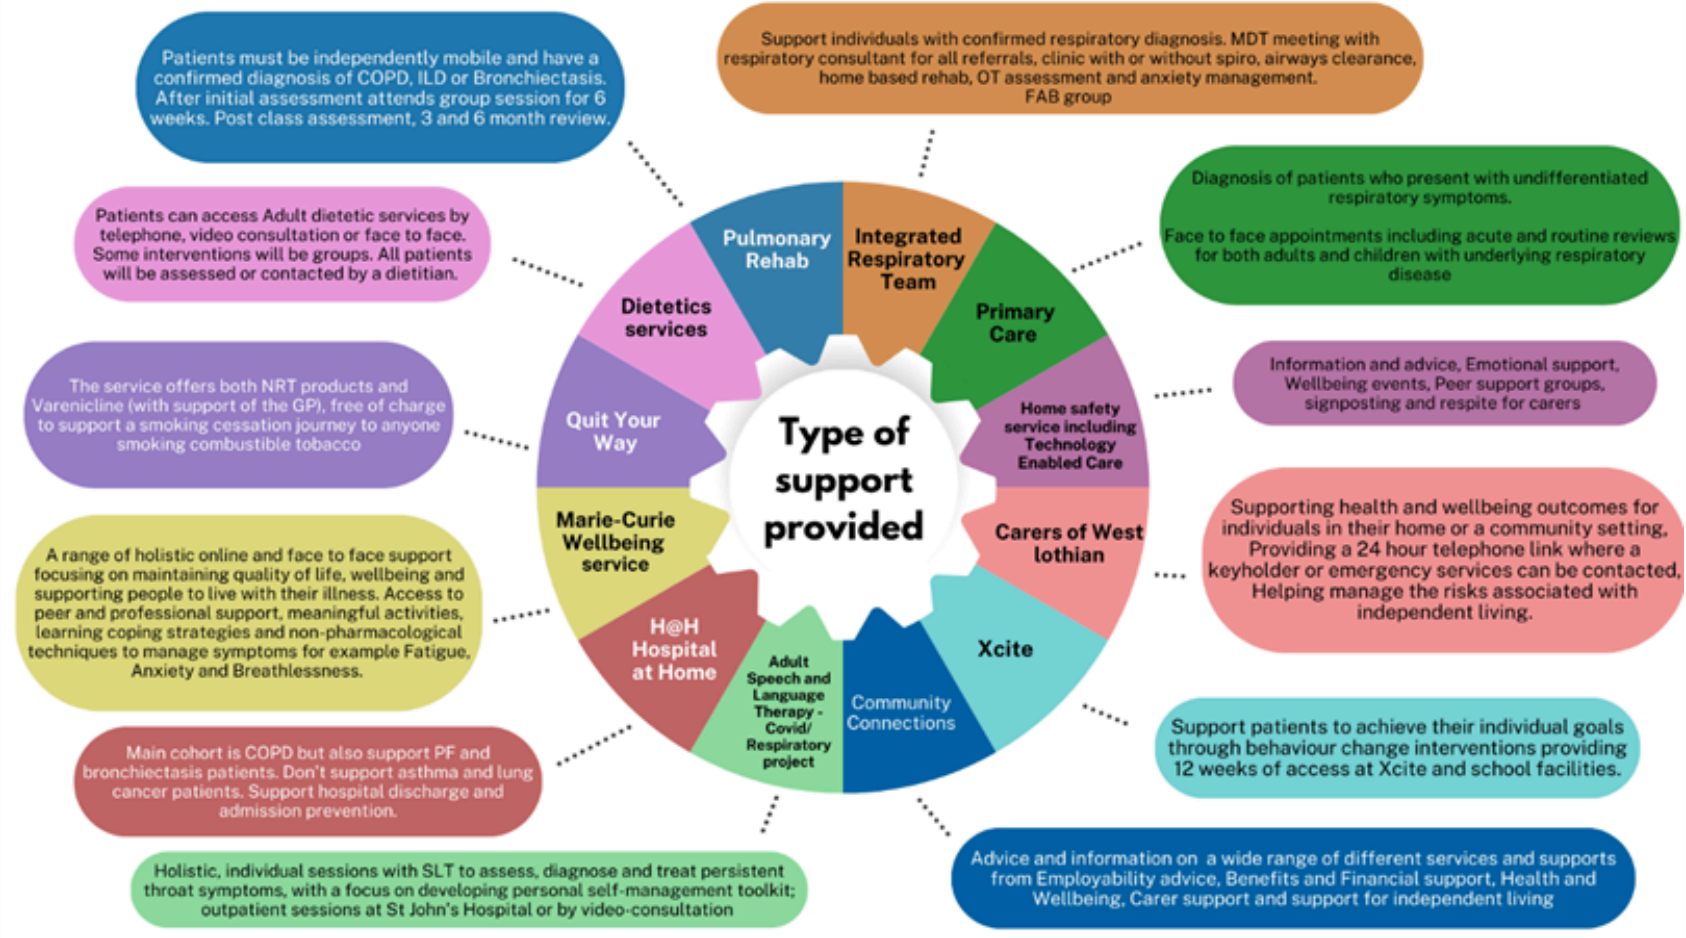 Patients must be independently mobile and have a
confirmed diagnosis of COPD, ILD or Bronchiectasis.
After initial assessment attends group session for 6
weeks. Post class assessment, 3 and 6 month review.
Support individuals with confirmed respiratory diagnosis. MDT meeting with
respiratory consultant for all referrals, clinic with or without spiro, airways clearance,
home based rehab, OT assessment and anxiety management.
FAB group
Diagnosis of patients who present with undifferentiated
respiratory symptoms.
Face to face appointments including acute and routine reviews
for both adults and children with underlying respiratory
disease
Patients can access Adult dietetic services by
telephone, video consultation or face to face.
Some interventions will be groups. All patients
will be assessed or contacted by a dietitian.
Information and advice, Emotional support,
Wellbeing events, Peer support groups,
signposting and respite for carers
The service offers both NRT products and
Varenicline (with support of the GP), free of charge
to support a smoking cessation journey to anyone
smoking combustible tobacco
Supporting health and wellbeing outcomes for
individuals in their home or a community setting,
Providing a 24 hour telephone link where a
keyholder or emergency services can be contacted,
Helping manage the risks associated with
independent living.
A range of holistic online and face to face support
focusing on maintaining quality of life, wellbeing and
supporting people to live with their illness. Access to
peer and professional support, meaningful activities,
learning coping strategies and non-pharmacological
techniques to manage symptoms for example Fatigue,
Anxiety and Breathlessness.
Support patients to achieve their individual goals
through behaviour change interventions providing
12 weeks of access at Xcite and school facilities.
Main cohort is COPD but also support PF and
bronchiectasis patients. Don't support asthma and lung
cancer patients. Support hospital discharge and
admission prevention.
Advice and information on a wide range of different services and supports
from Employability advice, Benefits and Financial support, Health and
Wellbeing, Carer support and support for independent living
Holistic, individual sessions with SLT to assess, diagnose and treat persistent
throat symptoms, with a focus on developing personal self-management toolkit;
outpatient sessions at St John's Hospital or by video-consultation
Pulmonary
Rehab
Integrated
Respiratory
Team
Primary
Care
Home safety
service including
Technology
Enabled Care
Carers of West
lothian
Xcite
Community
Connections
Adult
Speech and
Language
Therapy -
Covid/
Respiratory
project
H@H
Hospital
at Home
Marie-Curie
Wellbeing
service
Quit Your
Way
Dietetics
services
Type of
support
provided